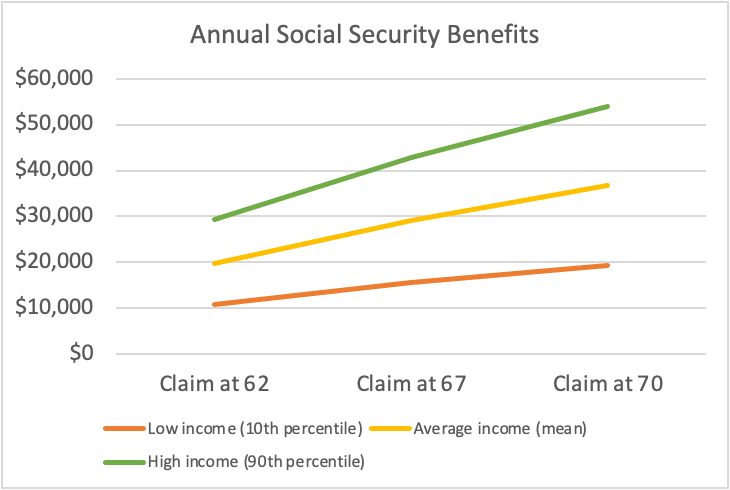 Annual Social Security Benefits
$60,000
$50,000
$40,000
$30,000
$20,000
$10,000
$0
Claim at 62 Claim at 67 Claim at 70
Low income (10th percentile) Average income (mean)
High income (90th percentile)